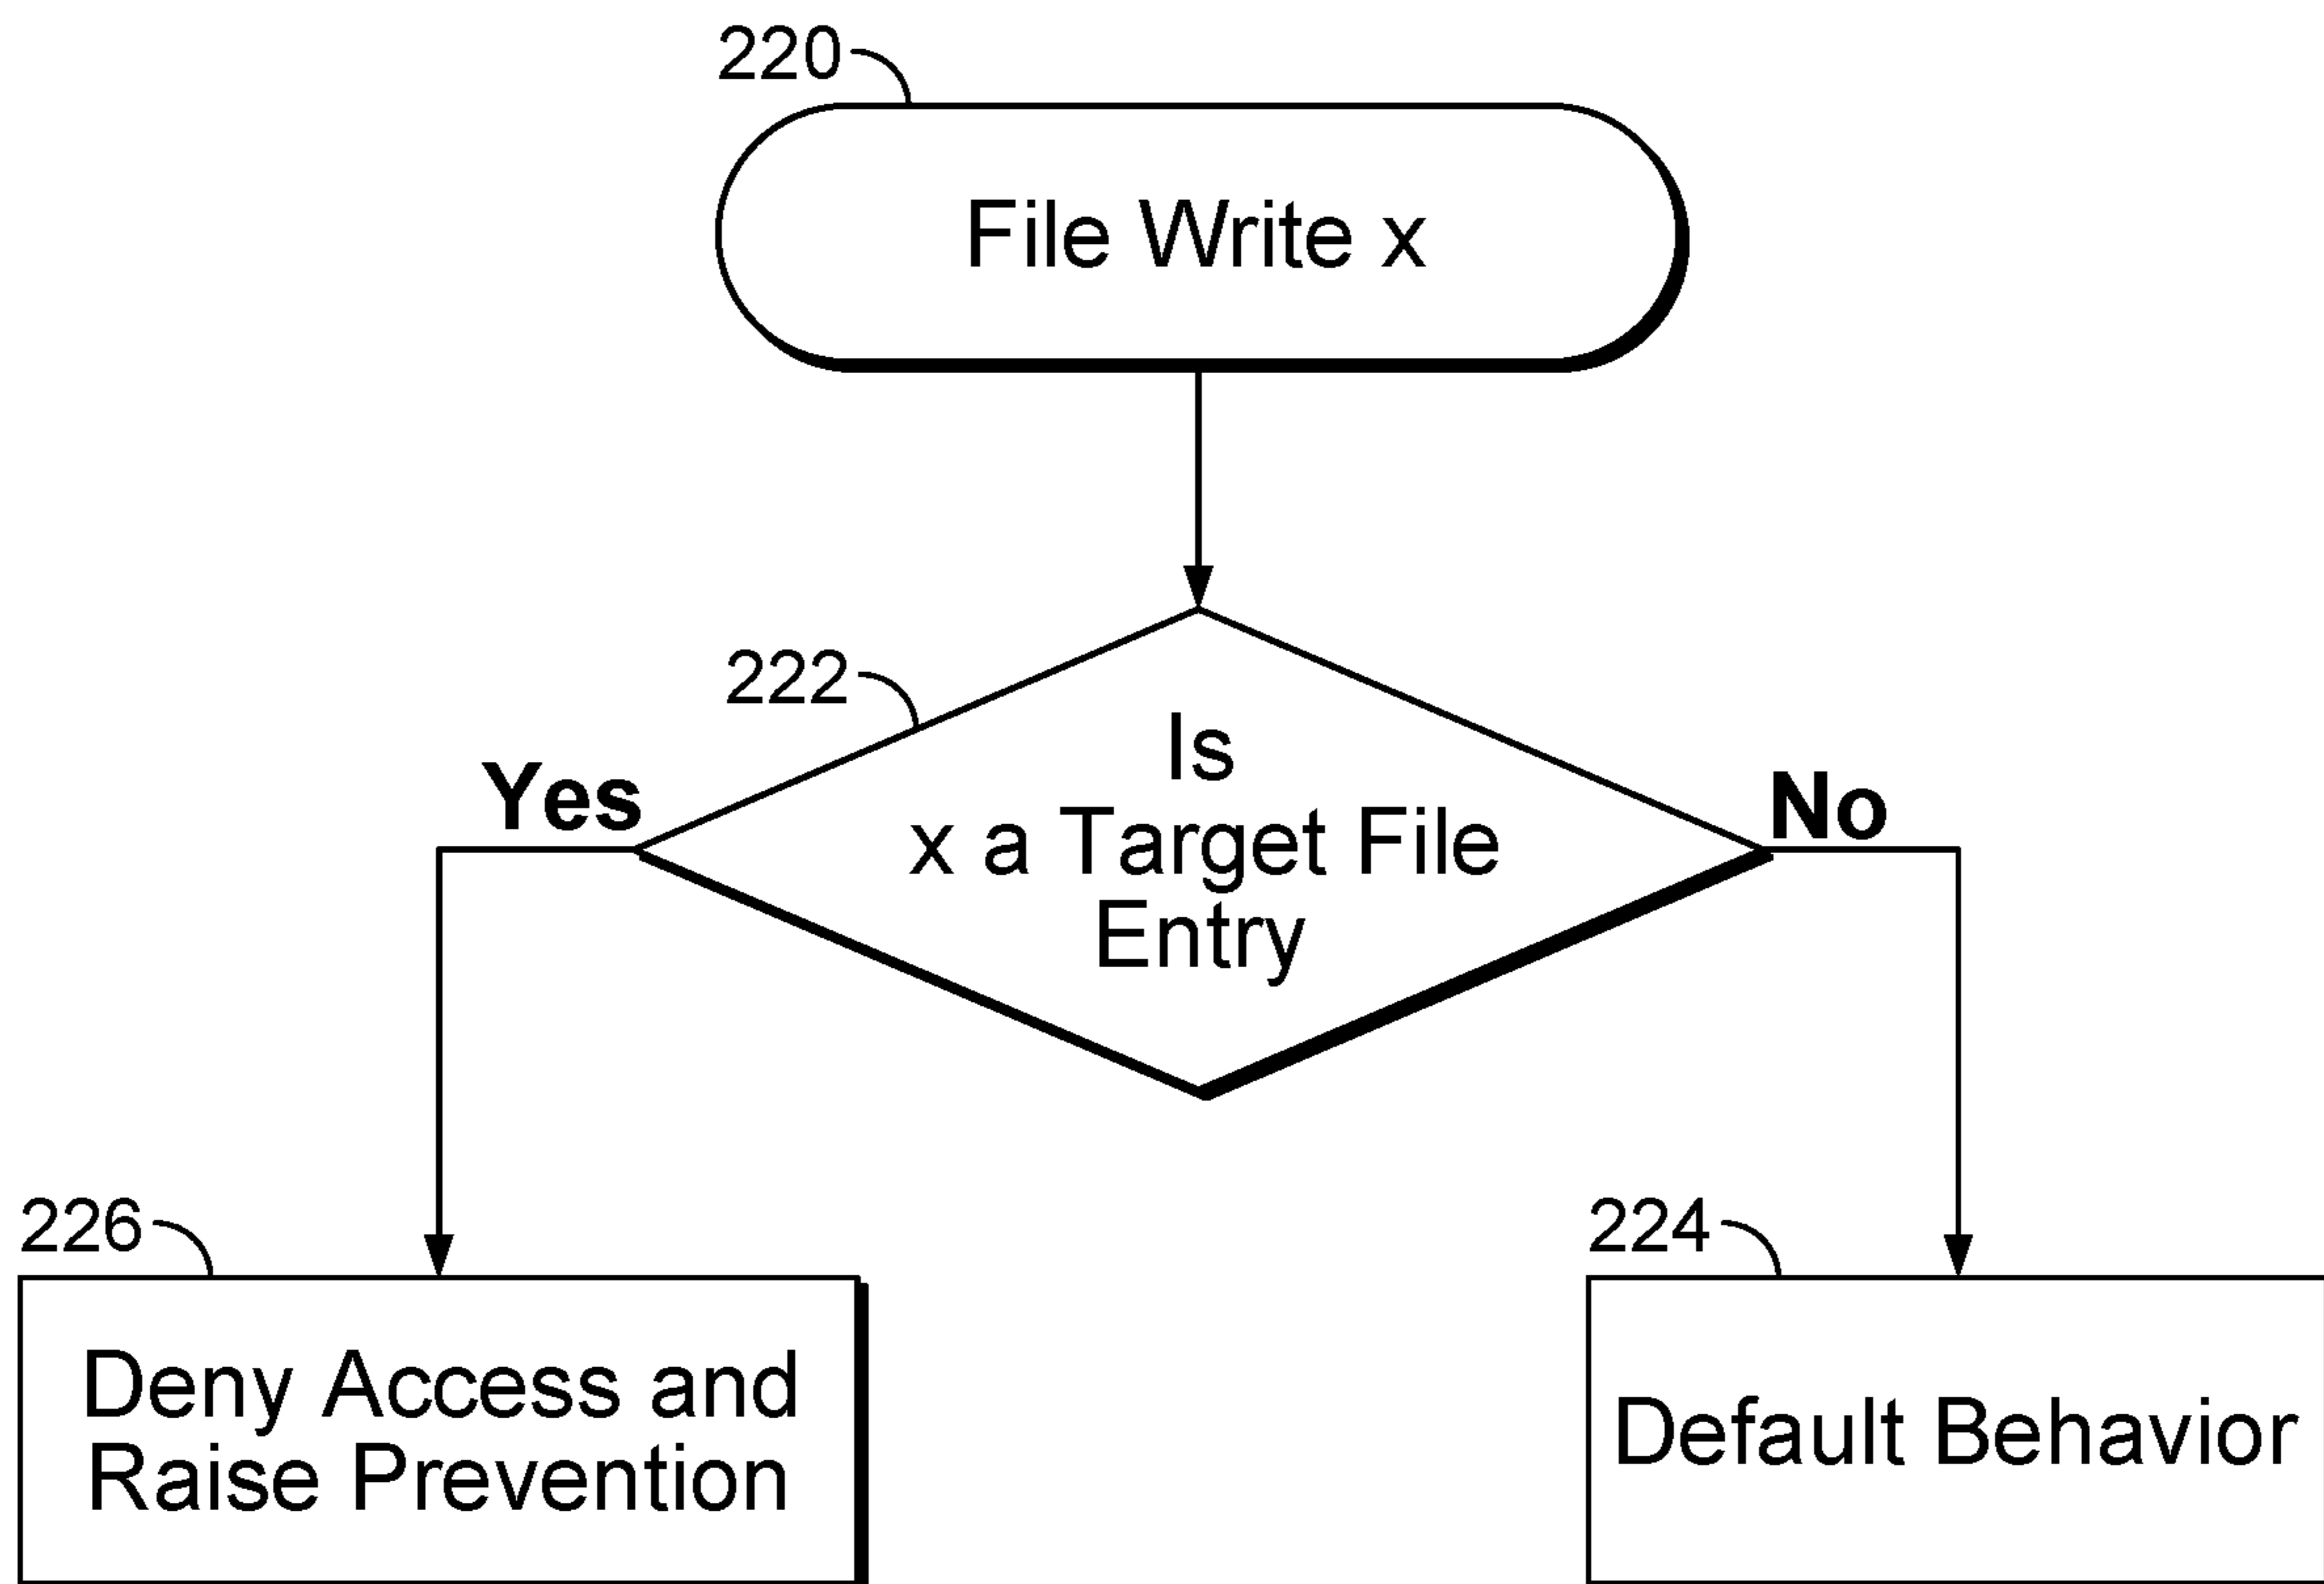 220
File Write x
222
Is
x a Target File
Entry
Yes
No
226
Deny Access and
Raise Prevention
224
Default Behavior